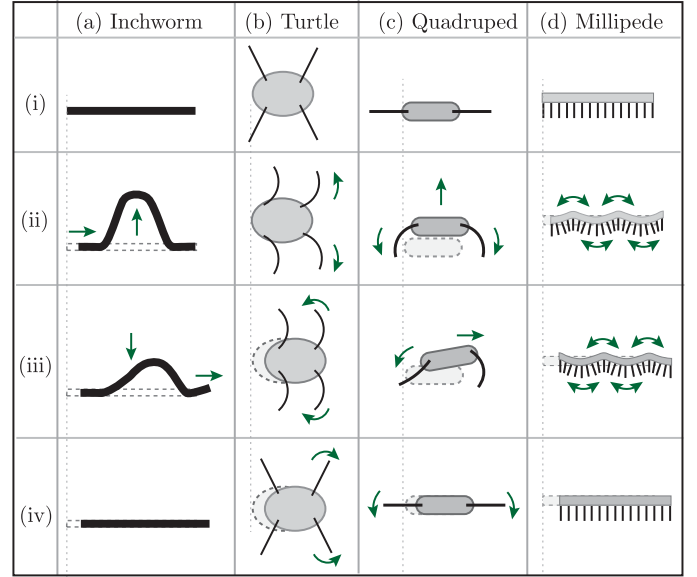 (a) Inchworm (b) Turtle (c) Quadruped (d) Millipede
(i)
(ii)
(iii)
(iv)